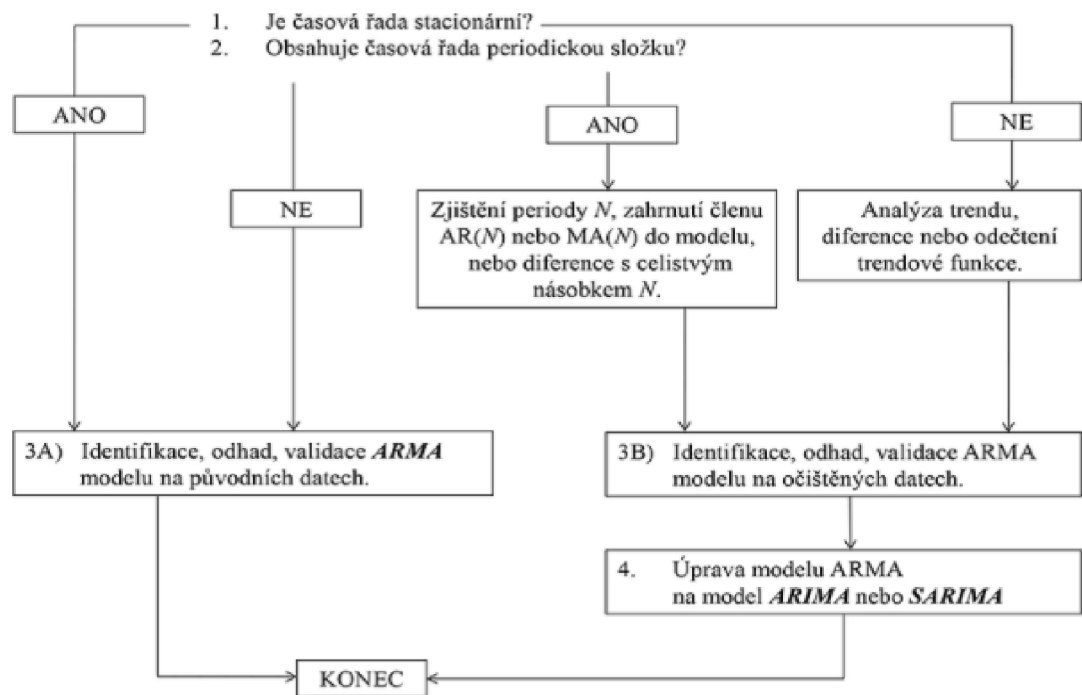 1. Je časová řada stacionární?
2. Obsahuje časová řada periodickou složku?
ANO
ANO
NE
NE
Zjištění periody N, zahrnutí členu
AR(N) nebo MA(N) do modelu,
nebo diference s celistvým
násobkem N.
Analýza trendu,
diference nebo odečtení
trendové funkce.
3A) Identifikace, odhad, validace ARMA
modelu na původních datech.
3B) Identifikace, odhad, validace ARMA
modelu na očištěných datech.
4. Úprava modelu ARMA
na model ARIMA nebo SARIMA
KONEC